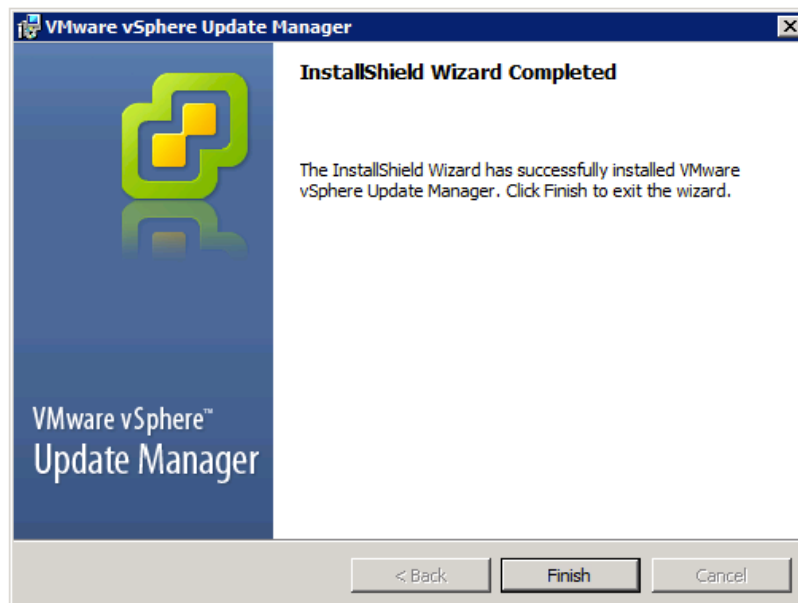 VMware vSphere Update Manager
InstallShield Wizard Completed
The InstallShield Wizard has successfully installed VMware
vSphere Update Manager. Click Finish to exit the wizard.
VMware vSphere™
Update Manager
< Back
Finish
Cancel